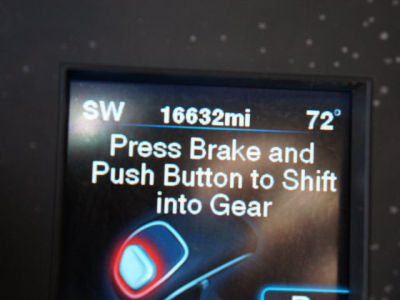 SW 16632mi 72°
Press Brake and
Push Button to Shift
into Gear